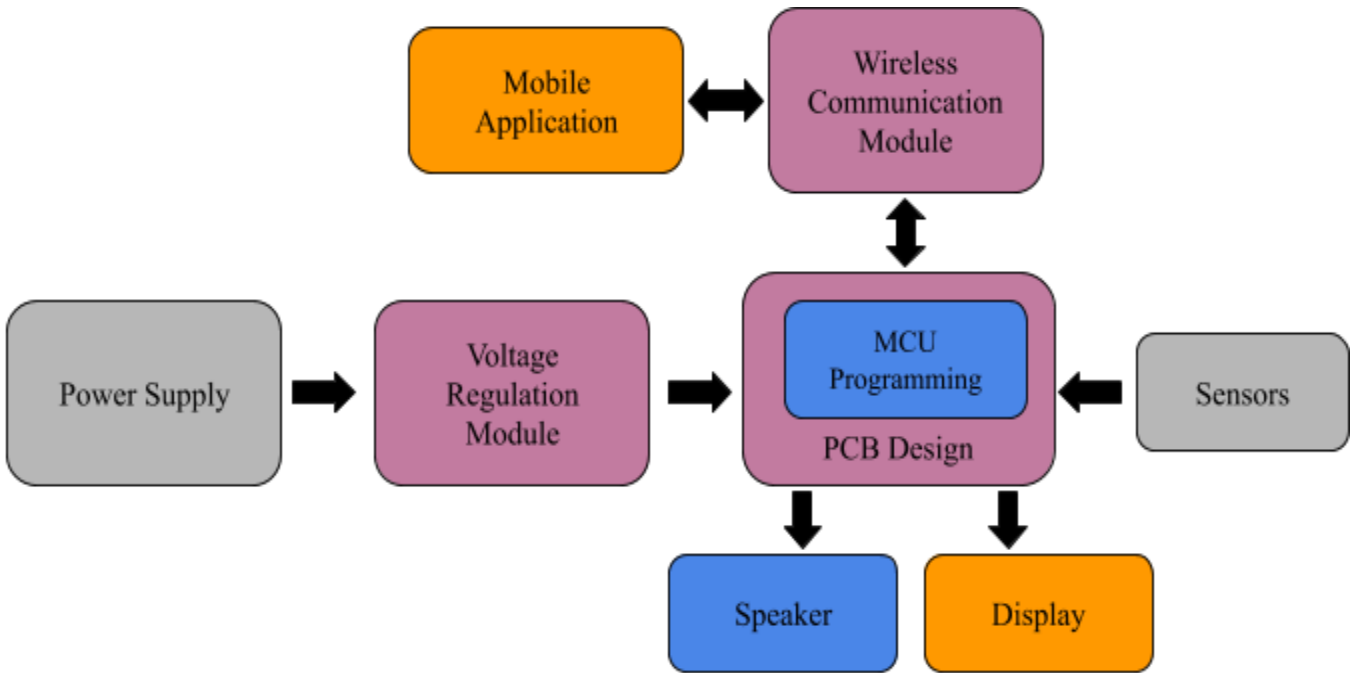 Mobile
Application
Wireless
Communication
Module
Power Supply
Voltage
Regulation
Module
MCU
Programming
PCB Design
Sensors
Speaker
Display